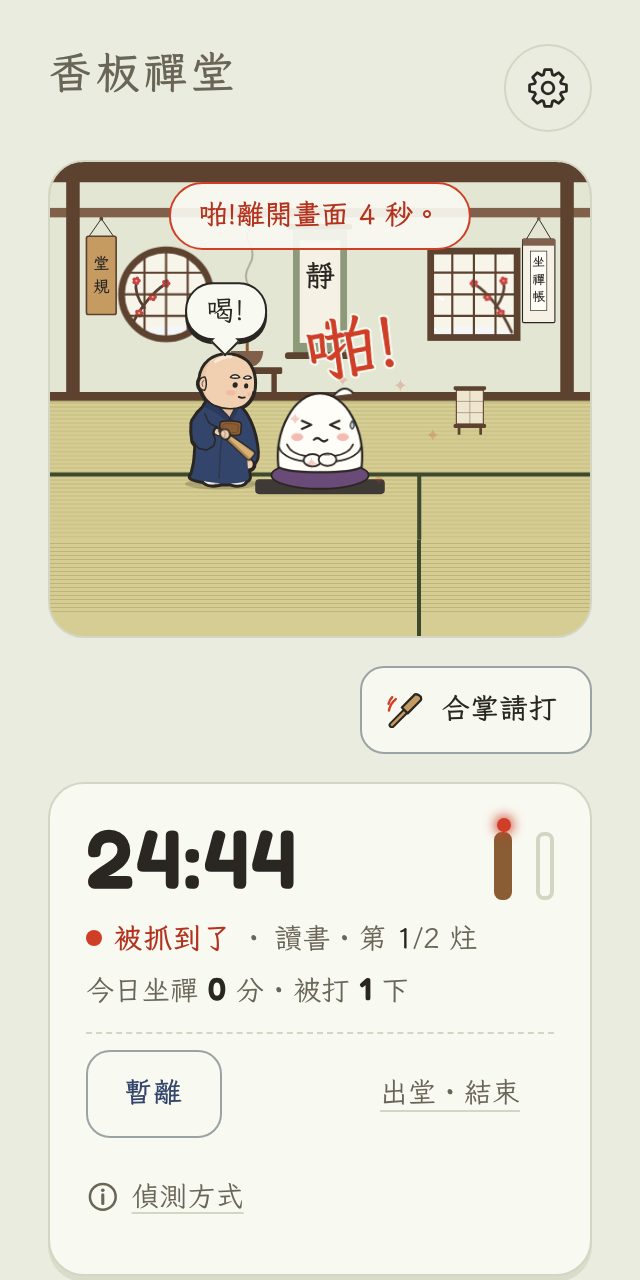 香板禪堂
啪!離開畫面 4 秒。
堂規
靜
坐禪帳
喝!
啪!
合掌請打
24:44
被抓到了 · 讀書 · 第 1/2 炷
今日坐禪 0 分 · 被打 1 下
暫離
出堂 · 結束
偵測方式